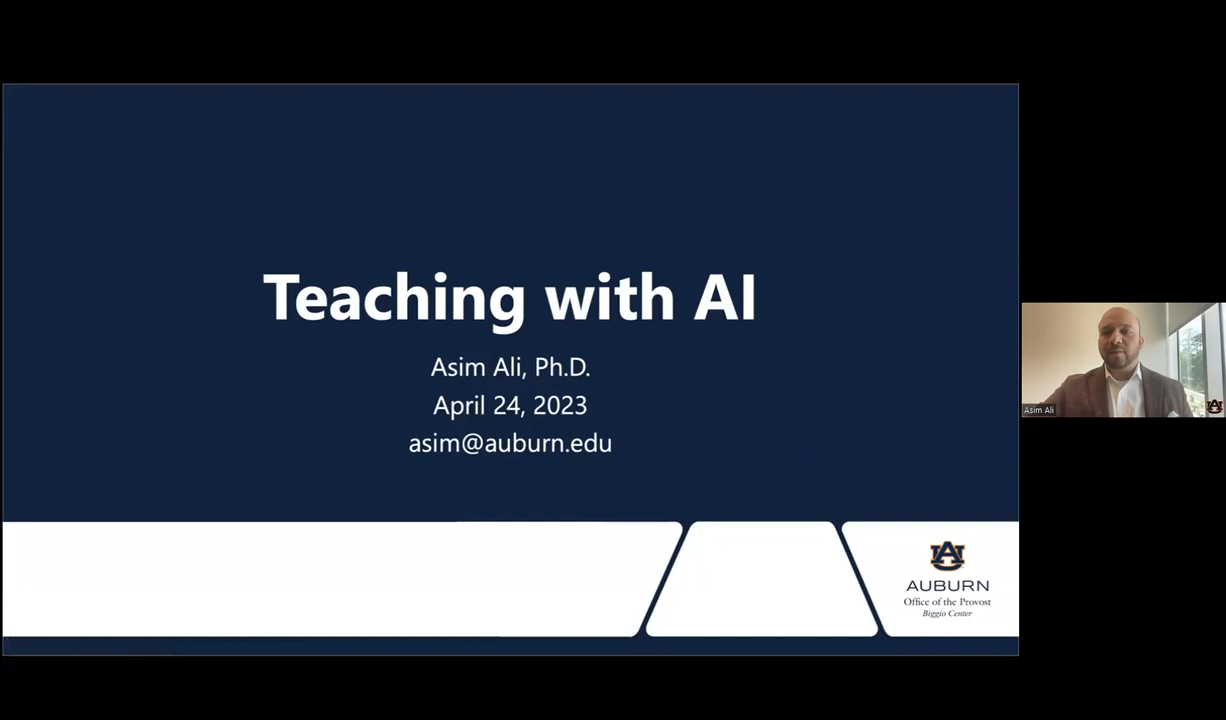 Teaching with AI
Asim Ali, Ph.D.
April 24, 2023
asim@auburn.edu
AUBURN
Office of the Provost
Biggio Center
Asim Ali